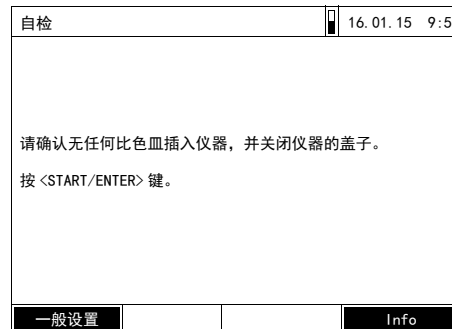 自检 16.01.15 9:5
请确认无任何比色皿插入仪器，并关闭仪器的盖子。
按<START/ENTER>键。
一般设置 Info